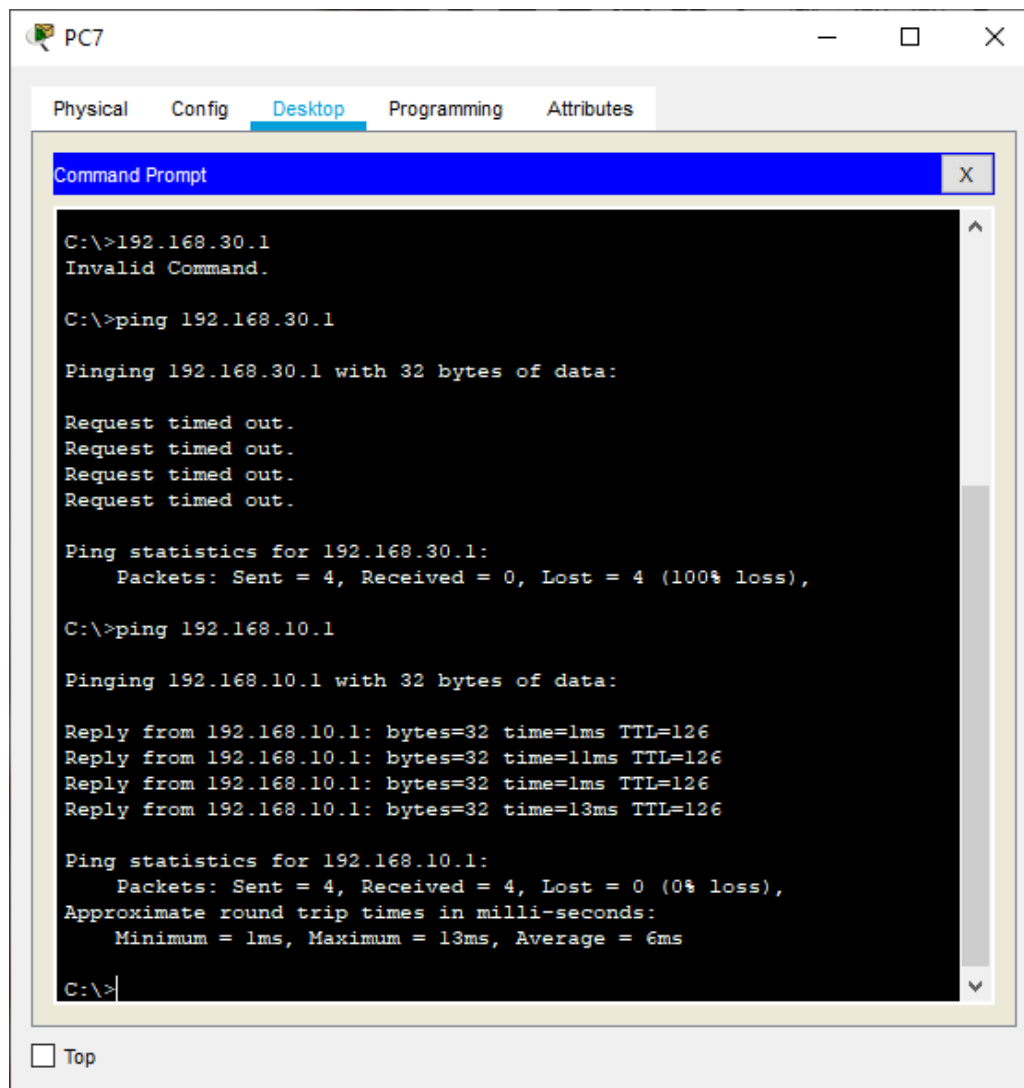 PC7
Physical Config Desktop Programming Attributes
Command Prompt X
C:\>192.168.30.1
Invalid Command.
C:\>ping 192.168.30.1
Pinging 192.168.30.1 with 32 bytes of data:
Request timed out.
Request timed out.
Request timed out.
Request timed out.
Ping statistics for 192.168.30.1:
Packets: Sent = 4, Received = 0, Lost = 4 (100% loss),
C:\>ping 192.168.10.1
Pinging 192.168.10.1 with 32 bytes of data:
Reply from 192.168.10.1: bytes=32 time=1ms TTL=126
Reply from 192.168.10.1: bytes=32 time=11ms TTL=126
Reply from 192.168.10.1: bytes=32 time=1ms TTL=126
Reply from 192.168.10.1: bytes=32 time=13ms TTL=126
Ping statistics for 192.168.10.1:
Packets: Sent = 4, Received = 4, Lost = 0 (0% loss),
Approximate round trip times in milli-seconds:
Minimum = 1ms, Maximum = 13ms, Average = 6ms
C:\>
Top